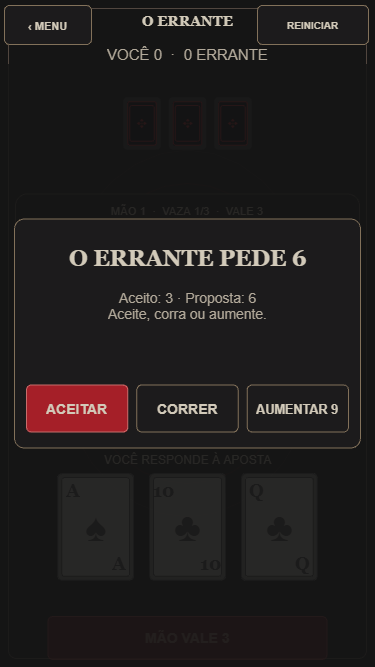 ‹ MENU
O ERRANTE
REINICIAR
VOCÊ 0 · 0 ERRANTE
MÃO 1 · VAZA 1/3 · VALE 3
O ERRANTE PEDE 6
Aceito: 3 · Proposta: 6
Aceite, corra ou aumente.
ACEITAR
CORRER
AUMENTAR 9
VOCÊ RESPONDE À APOSTA
A
10
Q
A
10
Q
MÃO VALE 3